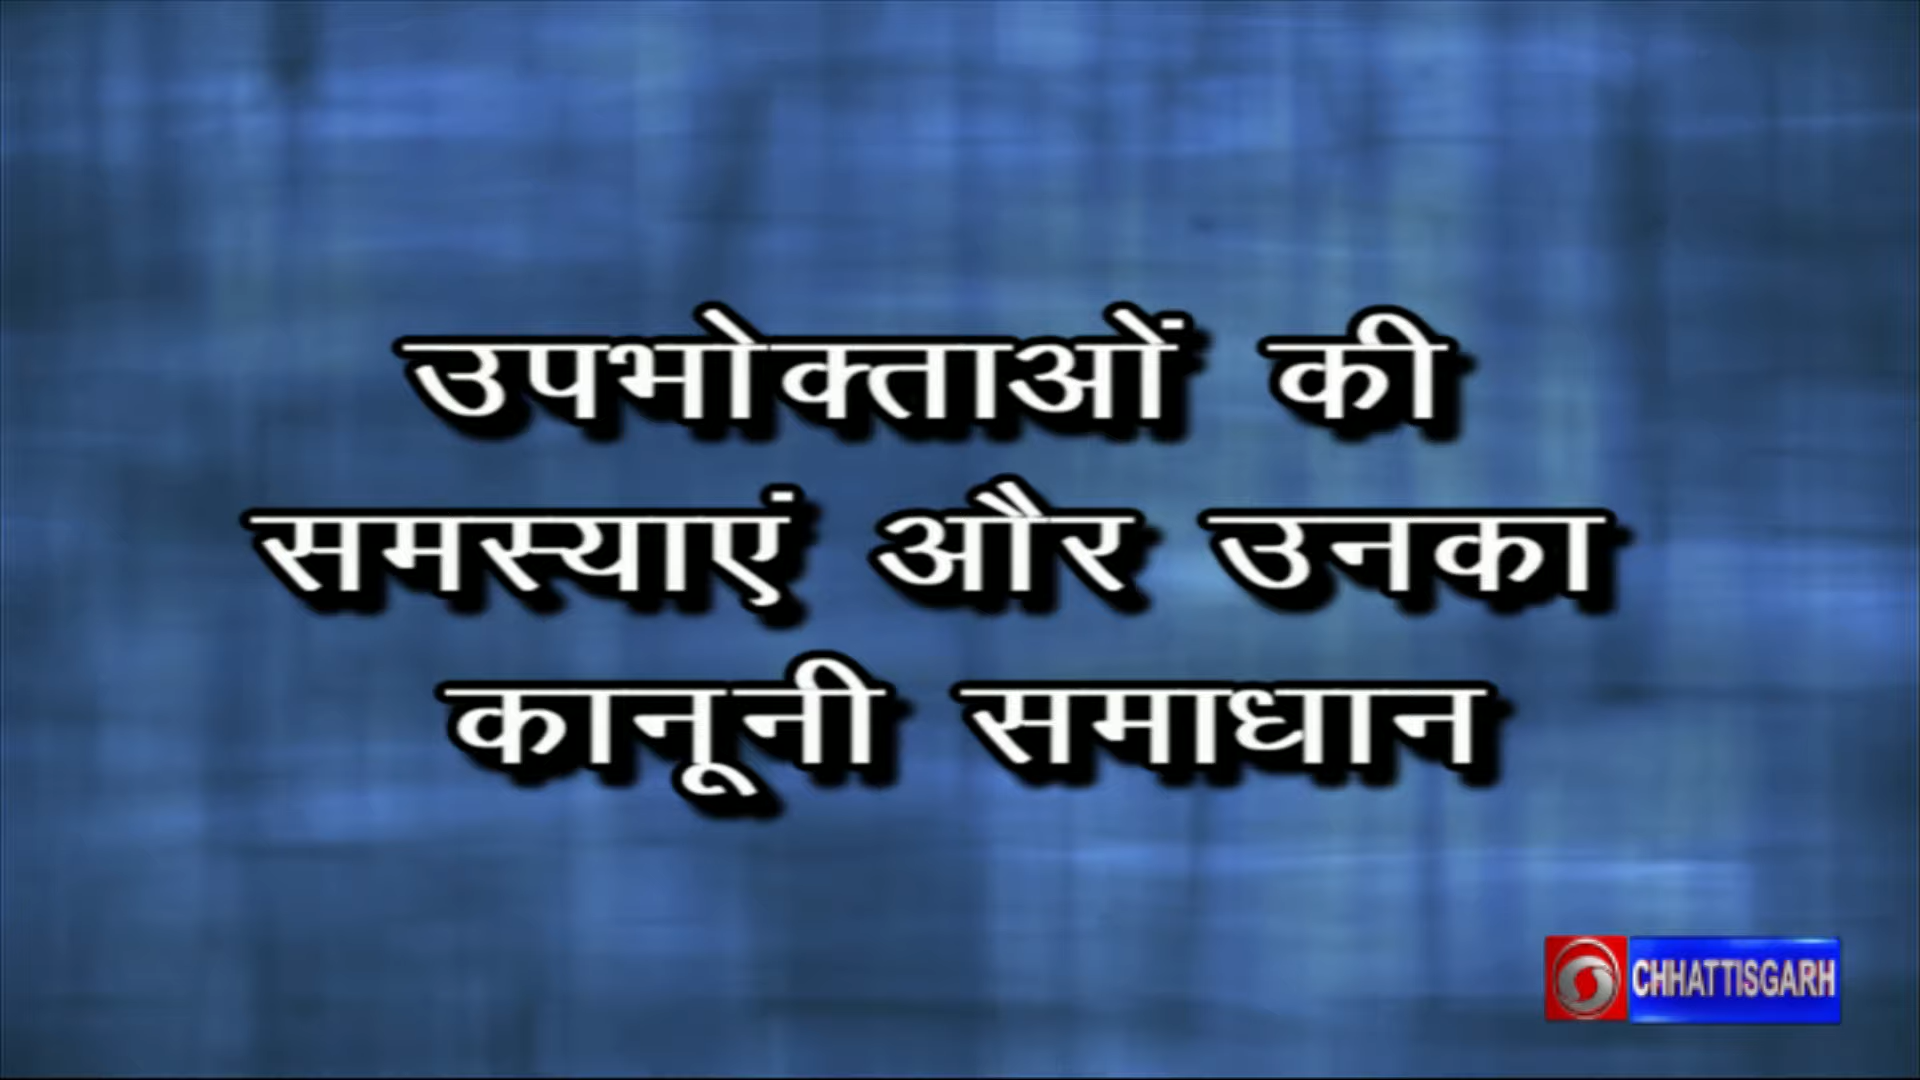 उपभोक्ताओं की
समस्याएं और उनका
कानूनी समाधान
CHHATTISGARH